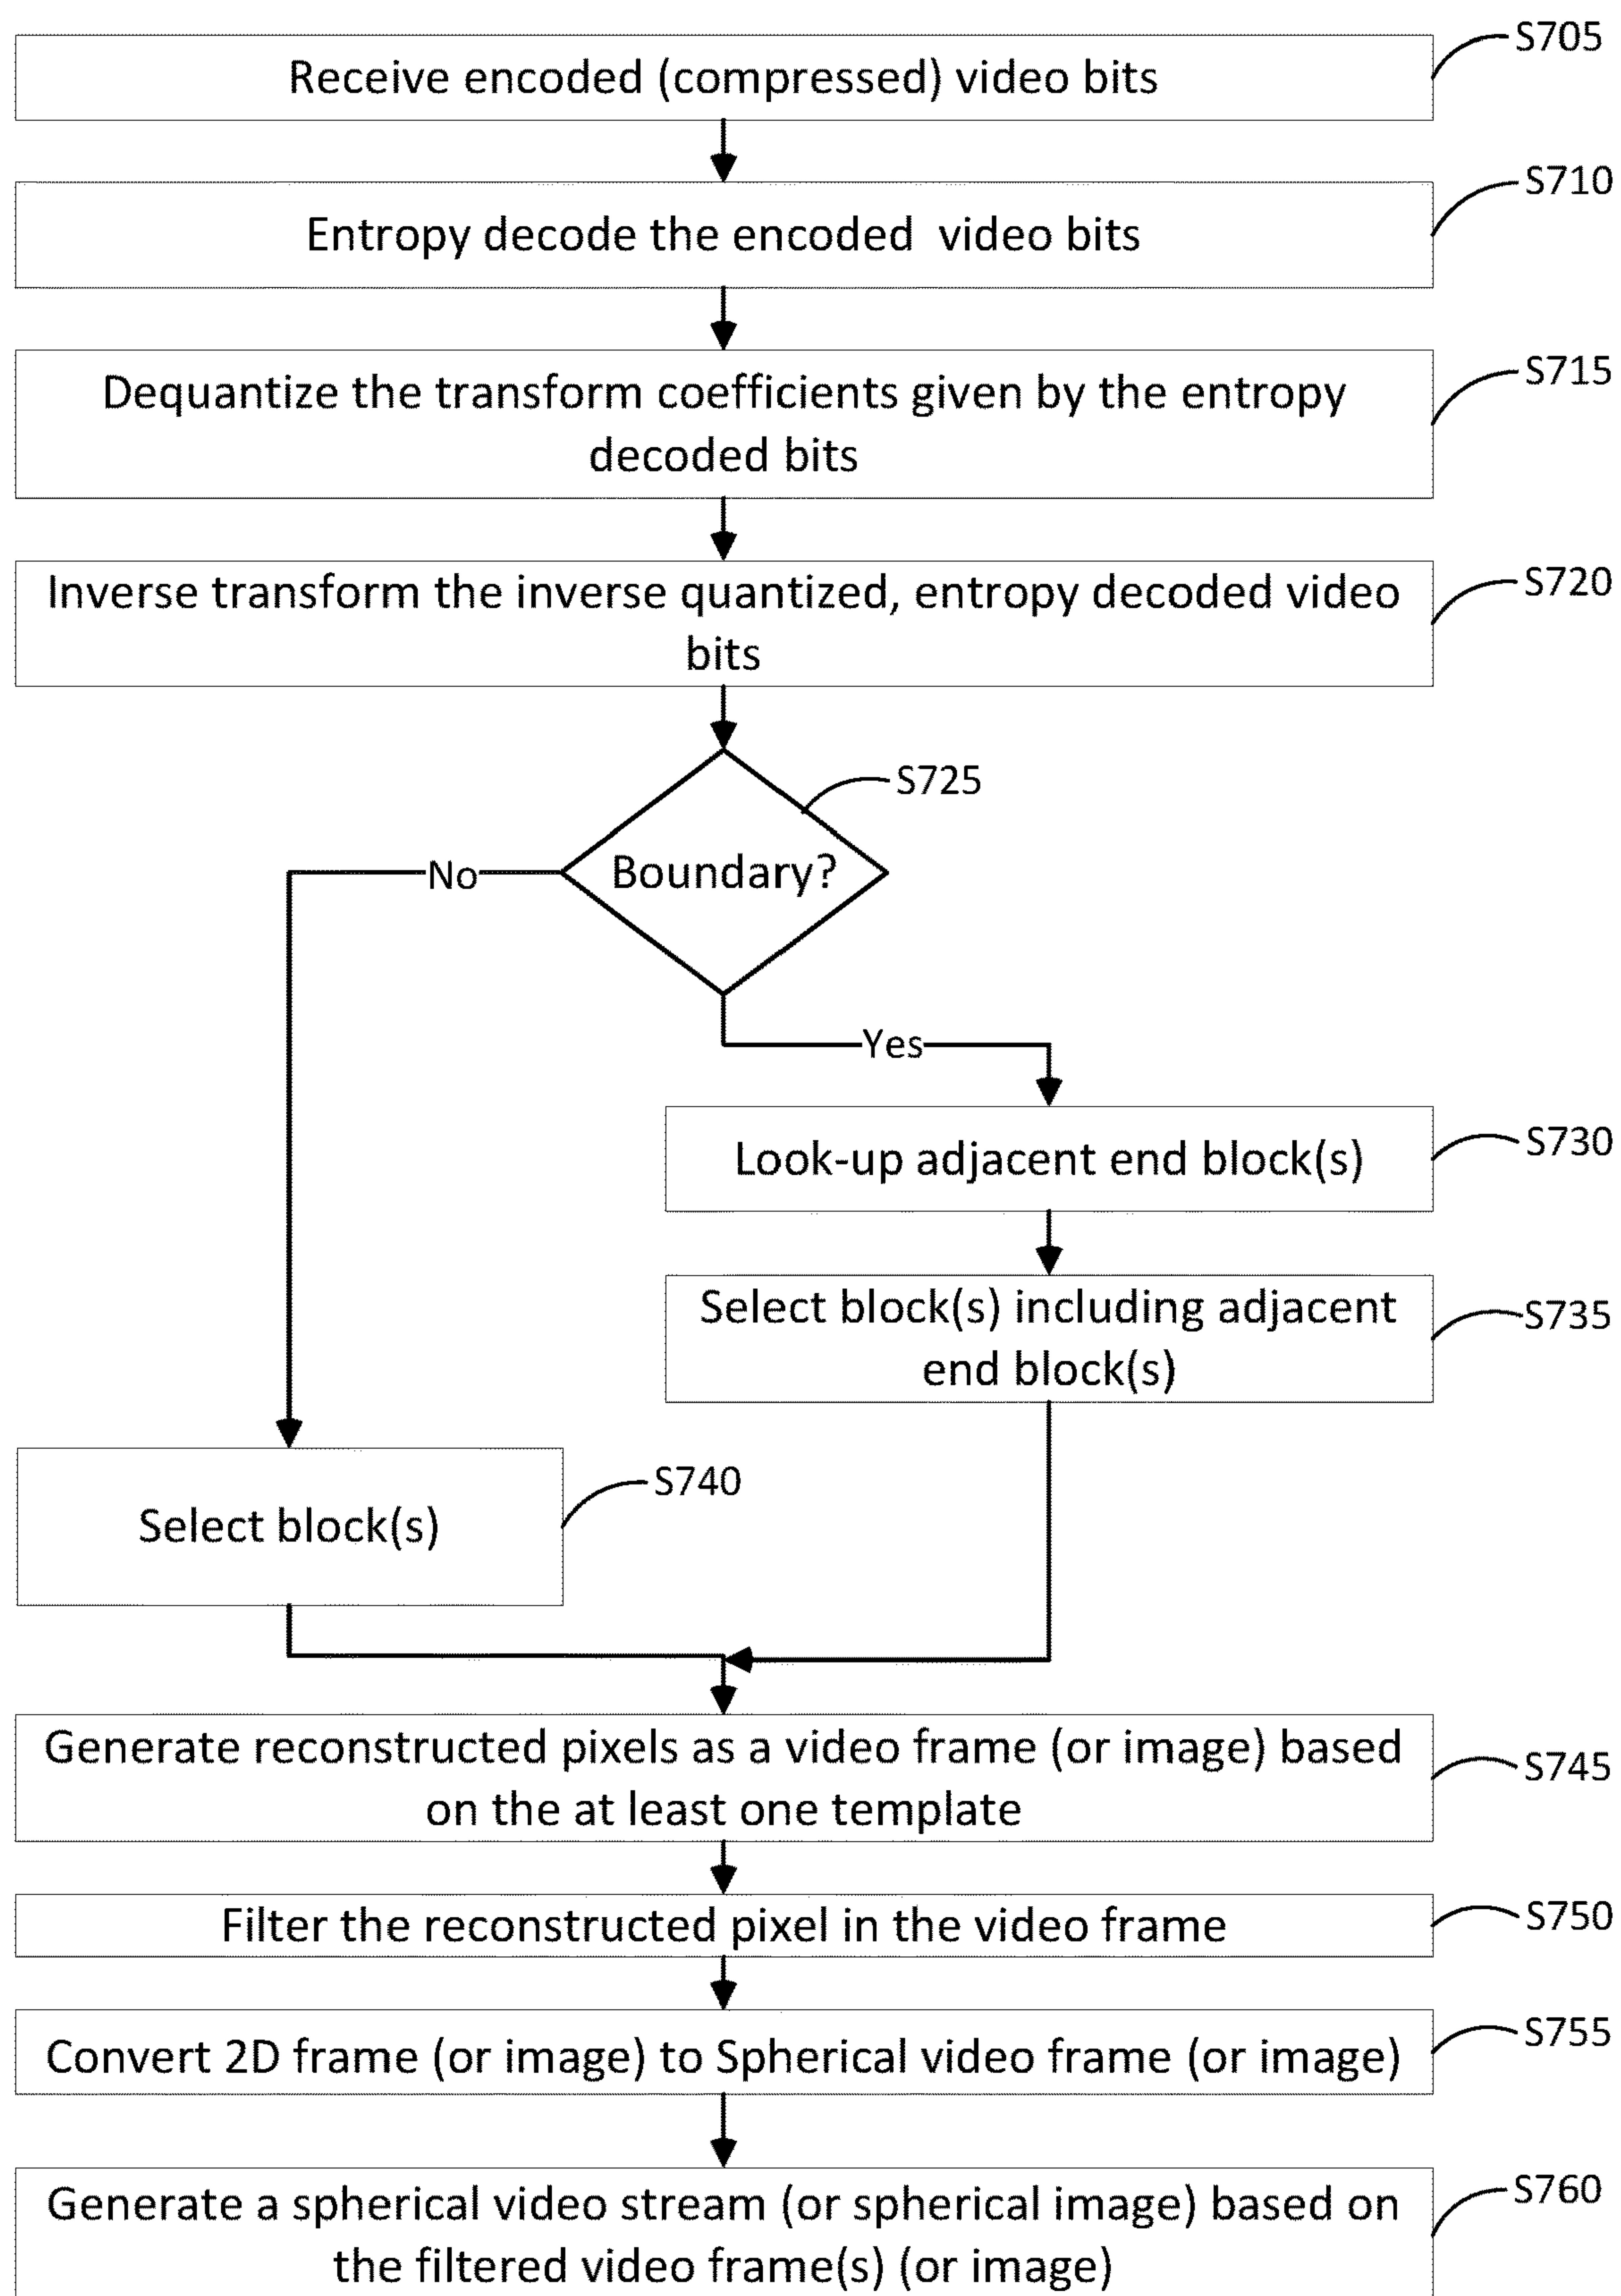 S705
Receive encoded (compressed) video bits
S710
Entropy decode the encoded video bits
S715
Dequantize the transform coefficients given by the entropy
decoded bits
S720
Inverse transform the inverse quantized, entropy decoded video
bits
S725
Boundary?
No
Yes
S730
Look-up adjacent end block(s)
S735
Select block(s) including adjacent
end block(s)
S740
Select block(s)
S745
Generate reconstructed pixels as a video frame (or image) based
on the at least one template
S750
Filter the reconstructed pixel in the video frame
S755
Convert 2D frame (or image) to Spherical video frame (or image)
S760
Generate a spherical video stream (or spherical image) based on
the filtered video frame(s) (or image)